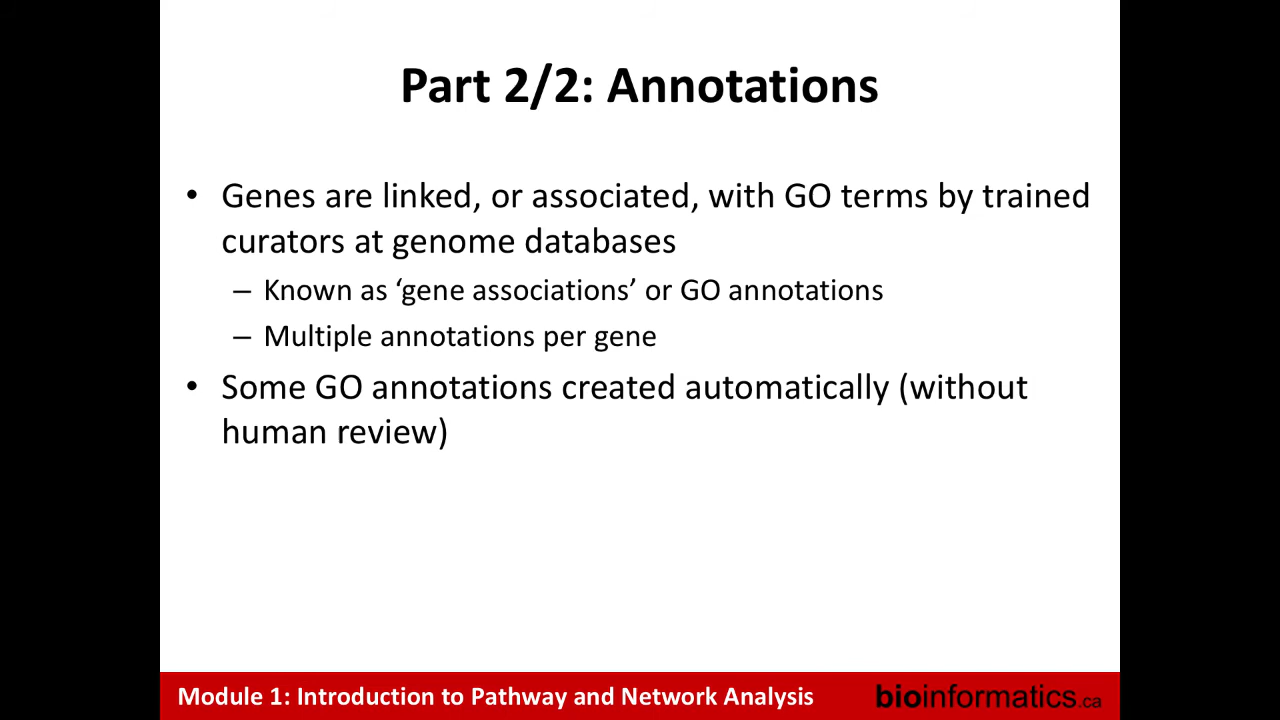 Part 2/2: Annotations
• Genes are linked, or associated, with GO terms by trained
curators at genome databases
– Known as ‘gene associations’ or GO annotations
– Multiple annotations per gene
• Some GO annotations created automatically (without
human review)
Module 1: Introduction to Pathway and Network Analysis
bioinformatics.ca